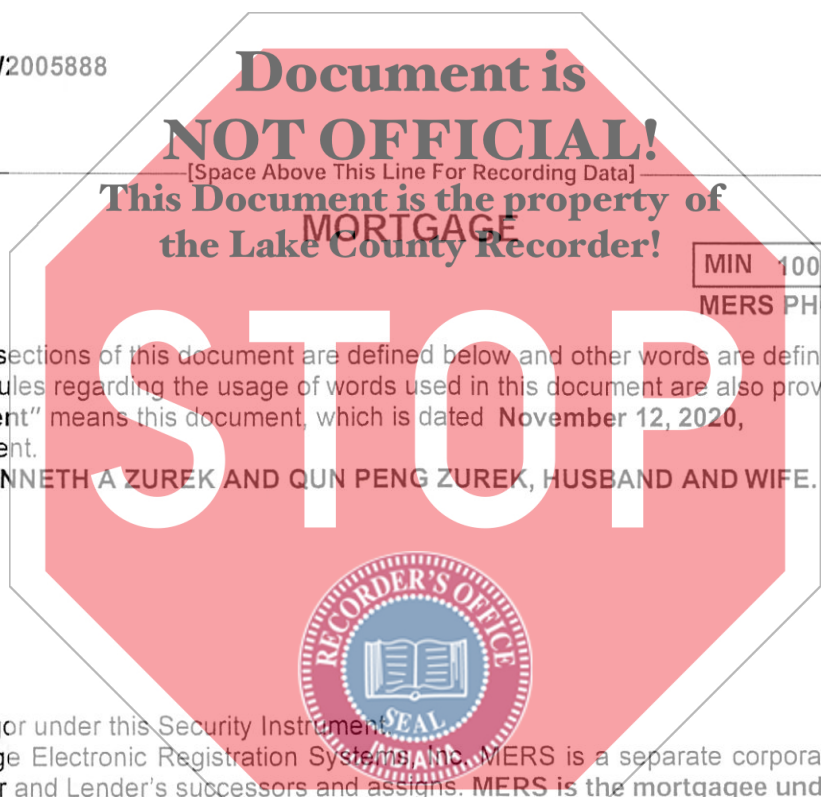 2005888
Document is
NOT OFFICIAL!
[Space Above This Line For Recording Data]
This Document is the property of
MORTGAGE
the Lake County Recorder!
MIN 100
MERS PH
STOP
sections of this document are defined below and other words are defin
ules regarding the usage of words used in this document are also prov
ent" means this document, which is dated November 12, 2020,
ent.
NNETH A ZUREK AND QUN PENG ZUREK, HUSBAND AND WIFE.
RECORDER'S OFFICE
SEAL
INDIANA
or under this Security Instrument.
ge Electronic Registration Systems, Inc. MERS is a separate corpora
r and Lender's successors and assigns. MERS is the mortgagee und